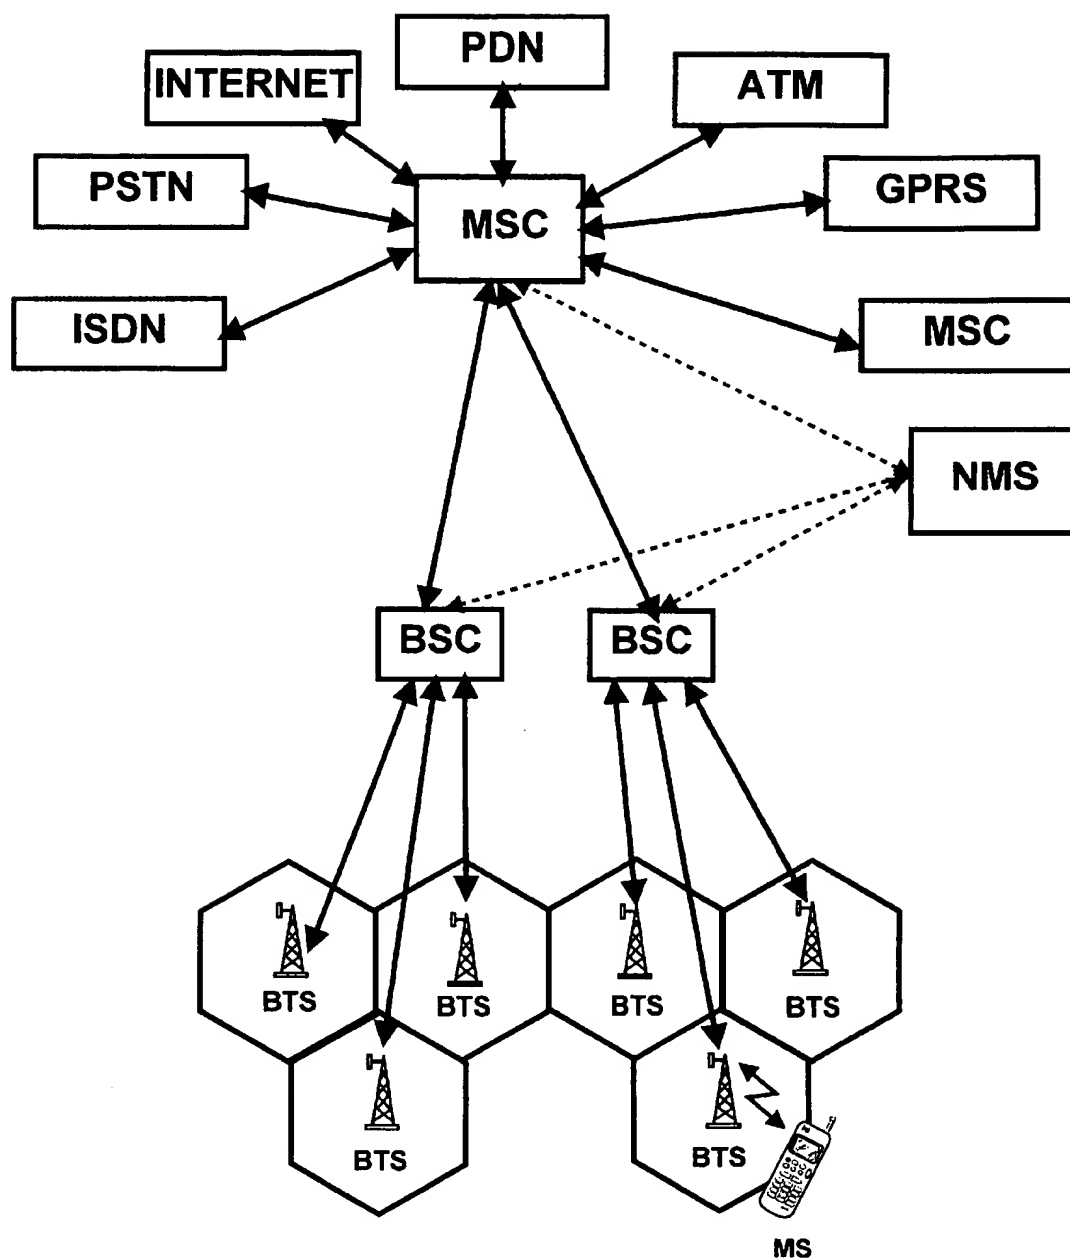 PDN
INTERNET
ATM
PSTN
MSC
GPRS
ISDN
MSC
NMS
BSC
BSC
BTS
BTS
BTS
BTS
BTS
BTS
MS